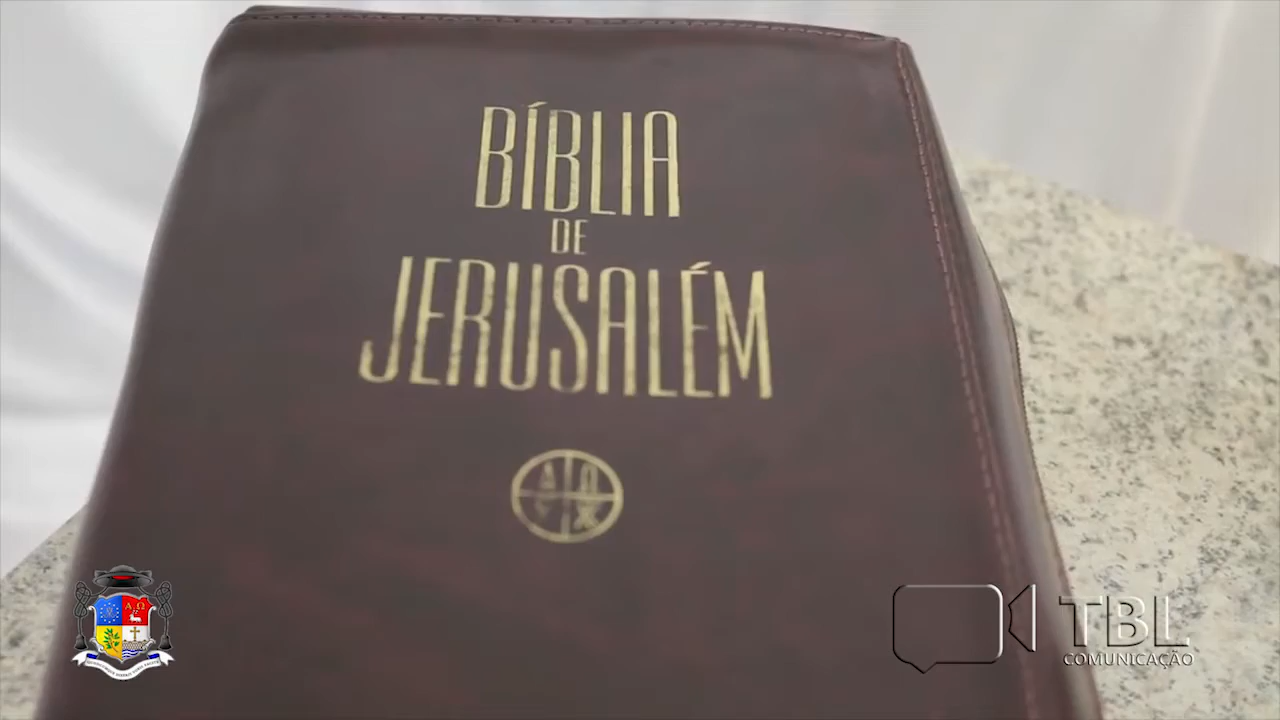 BÍBLIA
DE
JERUSALÉM
Α Ω
TBL
COMUNICAÇÃO